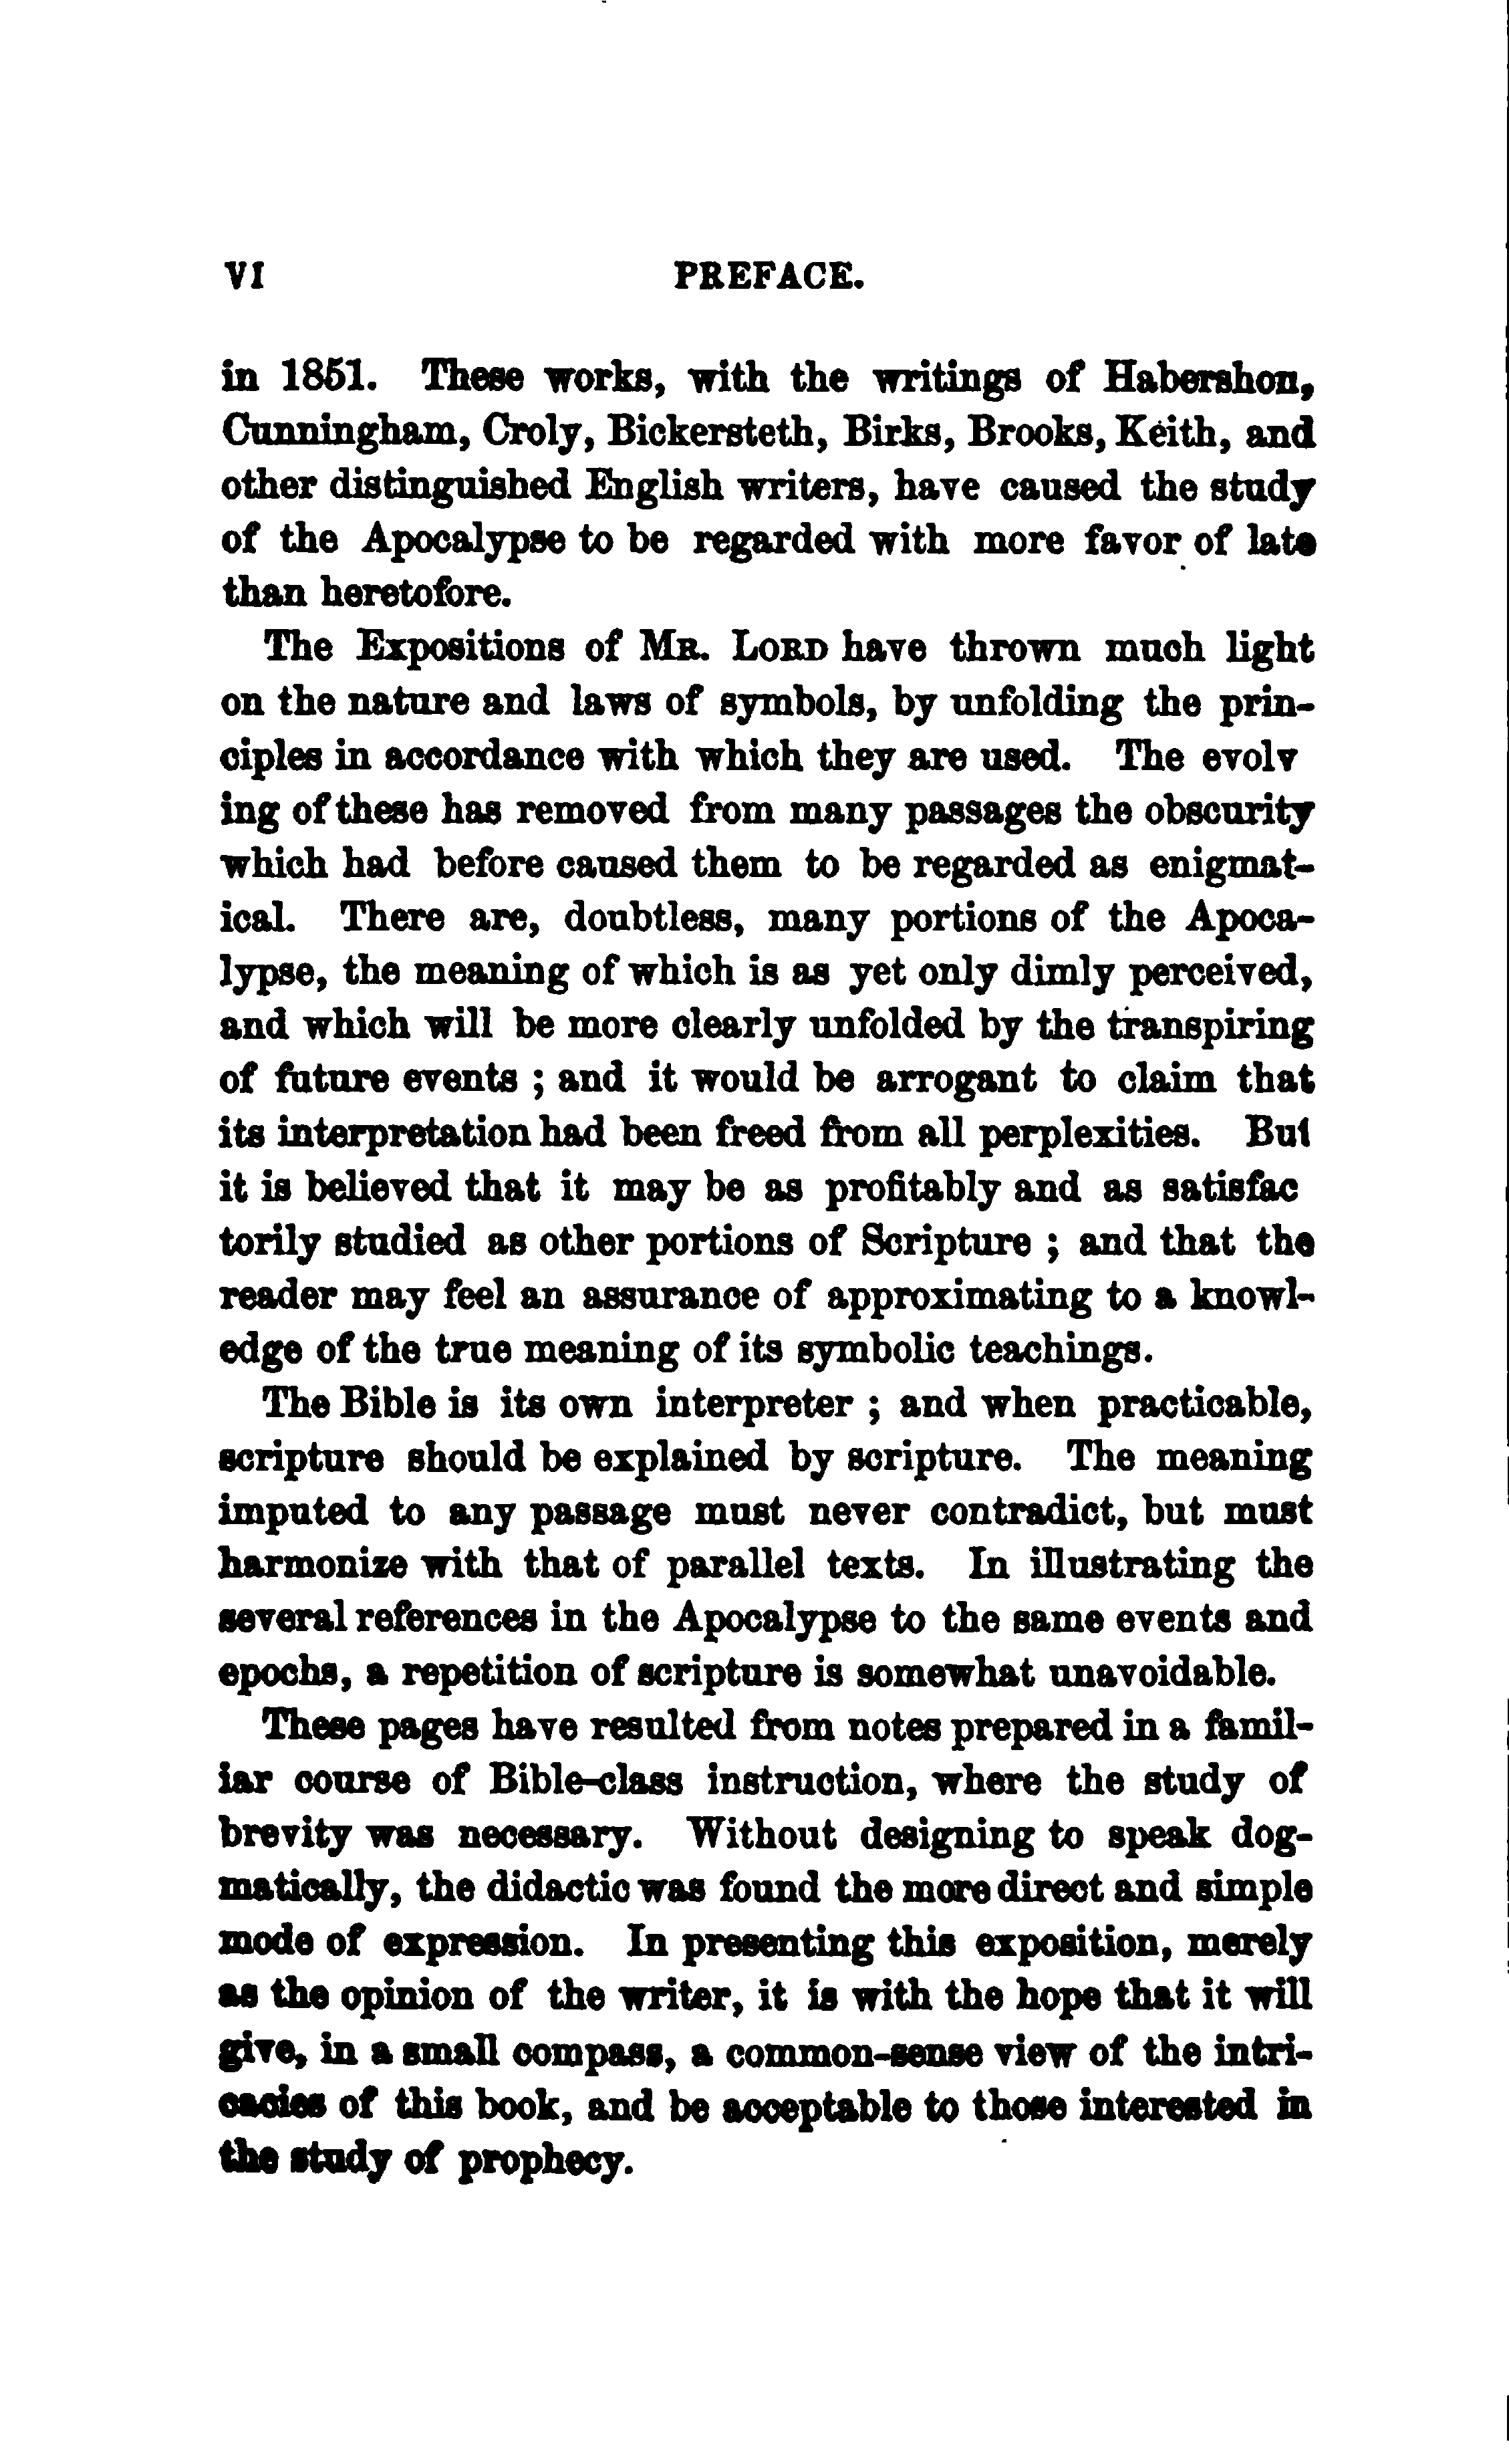 VI PREFACE.
in 1851. These works, with the writings of Habershon,
Cunningham, Croly, Bickersteth, Birks, Brooks, Keith, and
other distinguished English writers, have caused the study
of the Apocalypse to be regarded with more favor of late
than heretofore.
The Expositions of MR. LORD have thrown much light
on the nature and laws of symbols, by unfolding the prin-
ciples in accordance with which they are used. The evolv
ing of these has removed from many passages the obscurity
which had before caused them to be regarded as enigmat-
ical. There are, doubtless, many portions of the Apoca-
lypse, the meaning of which is as yet only dimly perceived,
and which will be more clearly unfolded by the transpiring
of future events ; and it would be arrogant to claim that
its interpretation had been freed from all perplexities. But
it is believed that it may be as profitably and as satisfac
torily studied as other portions of Scripture ; and that the
reader may feel an assurance of approximating to a knowl-
edge of the true meaning of its symbolic teachings.
The Bible is its own interpreter ; and when practicable,
scripture should be explained by scripture. The meaning
imputed to any passage must never contradict, but must
harmonize with that of parallel texts. In illustrating the
several references in the Apocalypse to the same events and
epochs, a repetition of scripture is somewhat unavoidable.
These pages have resulted from notes prepared in a famil-
iar course of Bible-class instruction, where the study of
brevity was necessary. Without designing to speak dog-
matically, the didactic was found the more direct and simple
mode of expression. In presenting this exposition, merely
as the opinion of the writer, it is with the hope that it will
give, in a small compass, a common-sense view of the intri-
cacies of this book, and be acceptable to those interested in
the study of prophecy.